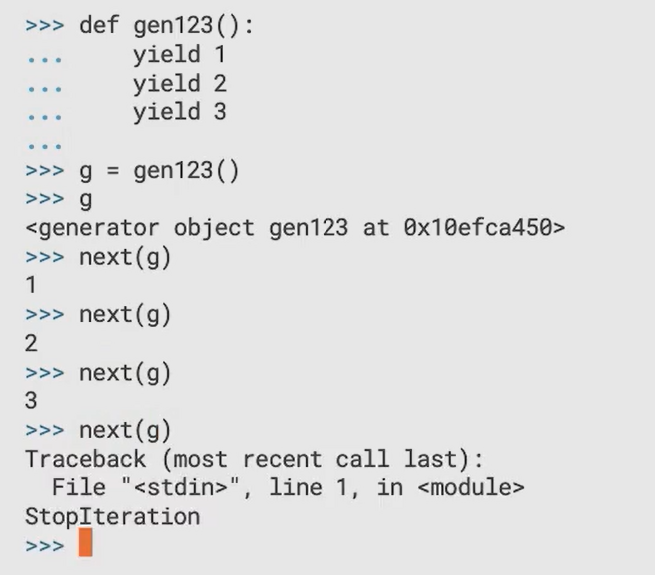 >>> def gen123():
...     yield 1
...     yield 2
...     yield 3
...
>>> g = gen123()
>>> g
<generator object gen123 at 0x10efca450>
>>> next(g)
1
>>> next(g)
2
>>> next(g)
3
>>> next(g)
Traceback (most recent call last):
  File "<stdin>", line 1, in <module>
StopIteration
>>>